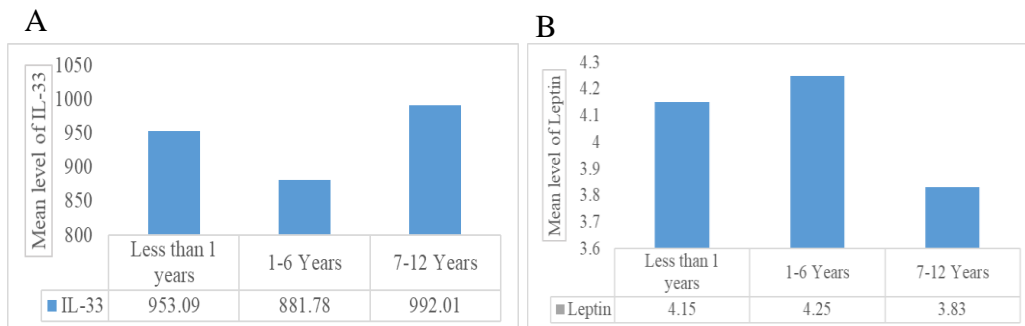 A
Mean level of IL-33
1050
1000
950
900
850
800
Less than 1
years
1-6 Years
7-12 Years
IL-33
953.09
881.78
992.01
B
Mean level of Leptin
4.3
4.2
4.1
4
3.9
3.8
3.7
3.6
Less than 1
years
1-6 Years
7-12 Years
Leptin
4.15
4.25
3.83